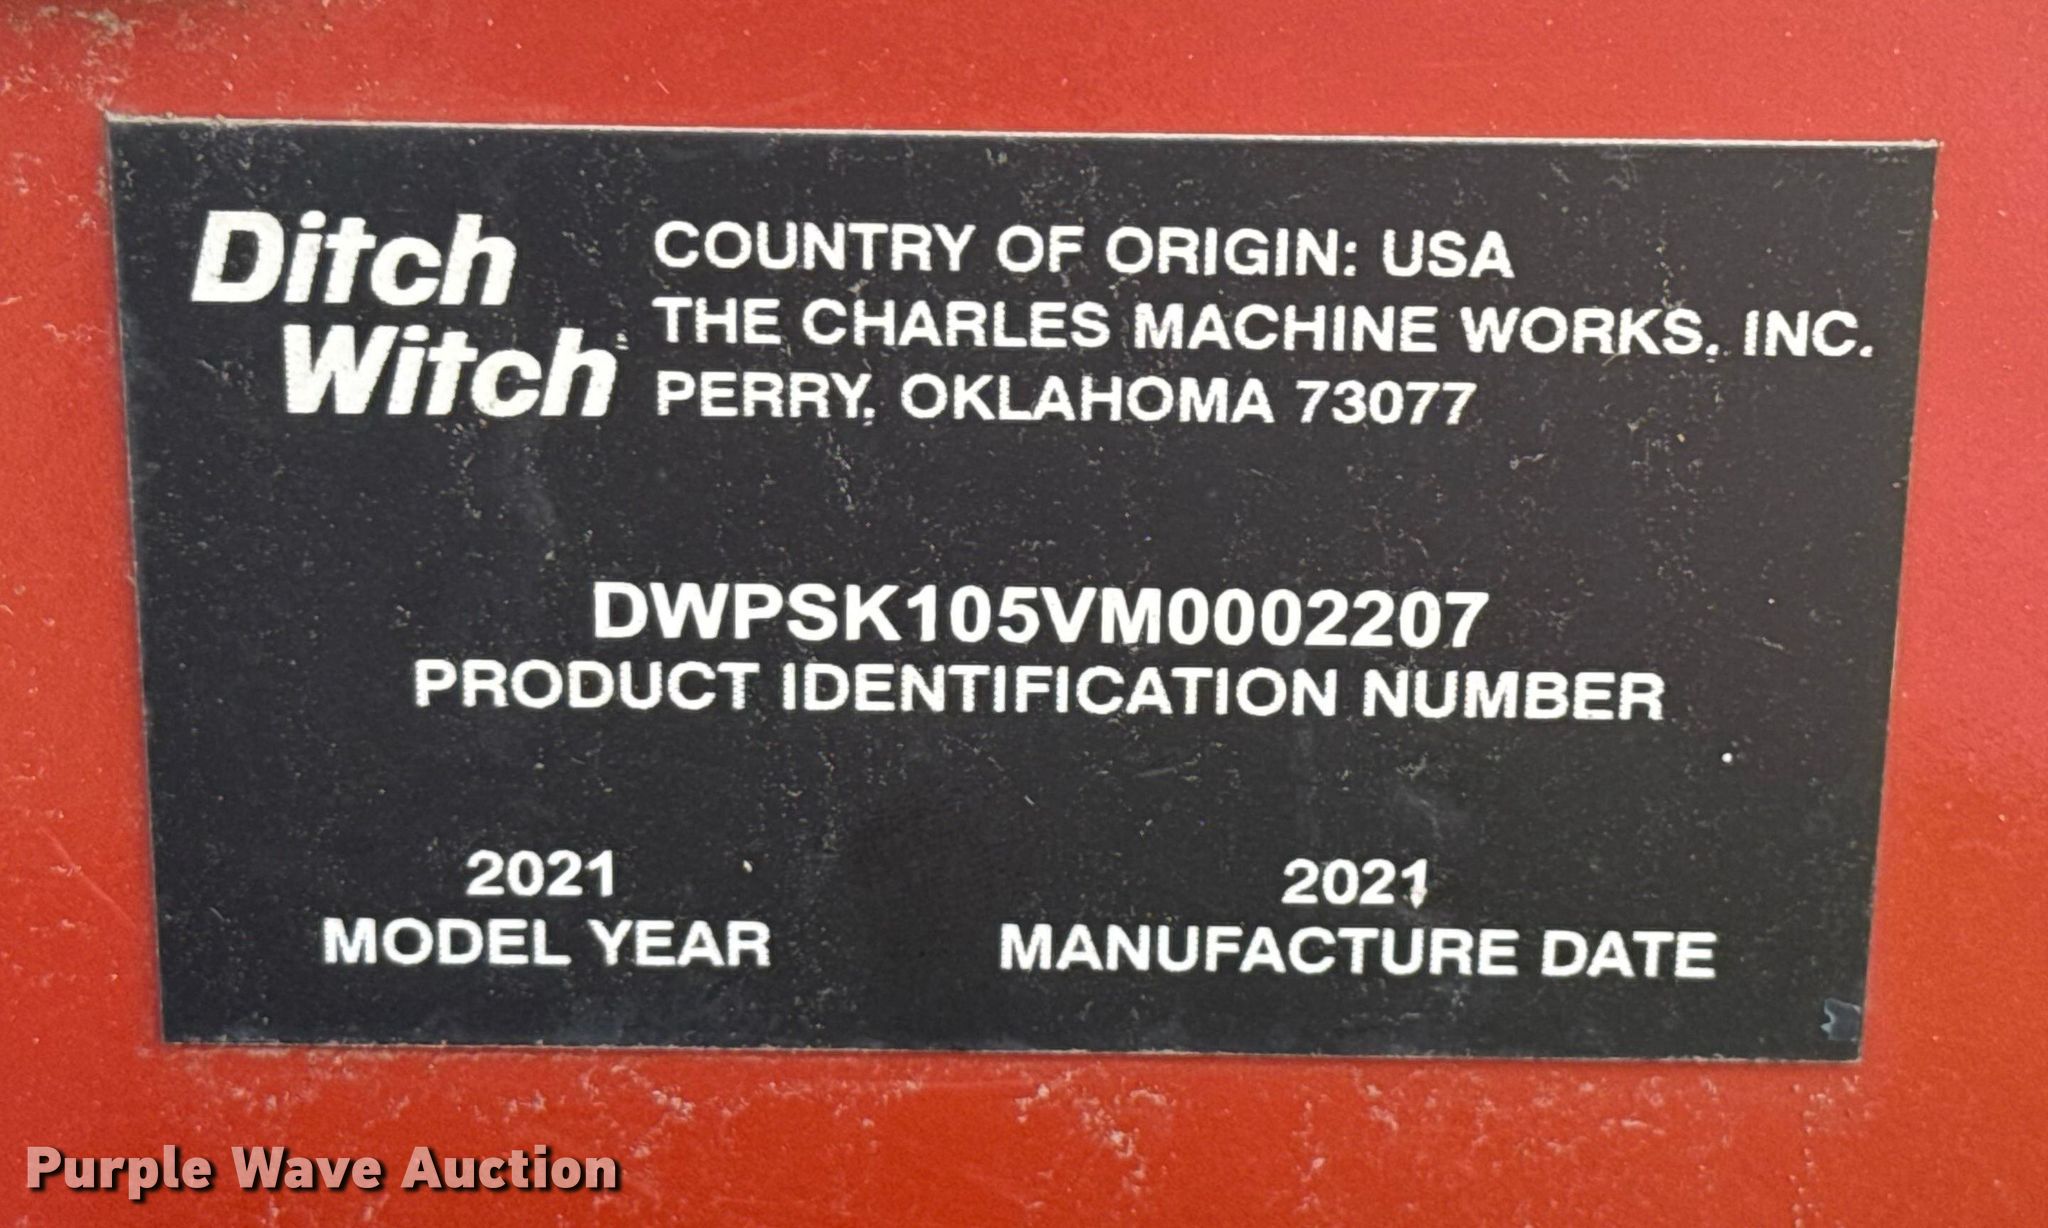 Ditch Witch
COUNTRY OF ORIGIN: USA
THE CHARLES MACHINE WORKS, INC.
PERRY, OKLAHOMA 73077
DWPSK105VM0002207
PRODUCT IDENTIFICATION NUMBER
2021
MODEL YEAR
2021
MANUFACTURE DATE
Purple Wave Auction